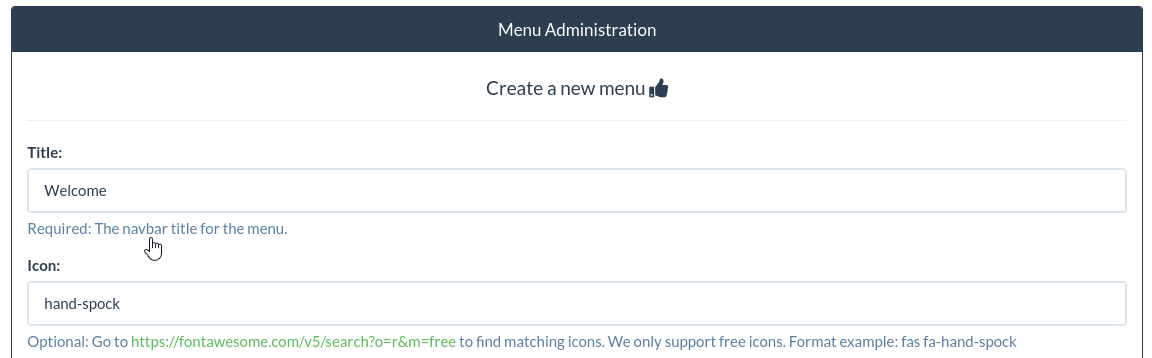 Menu Administration
Create a new menu
Title:
Welcome
Required: The navbar title for the menu.
Icon:
hand-spock
Optional: Go to https://fontawesome.com/v5/search?o=r&m=free to find matching icons. We only support free icons. Format example: fas fa-hand-spock